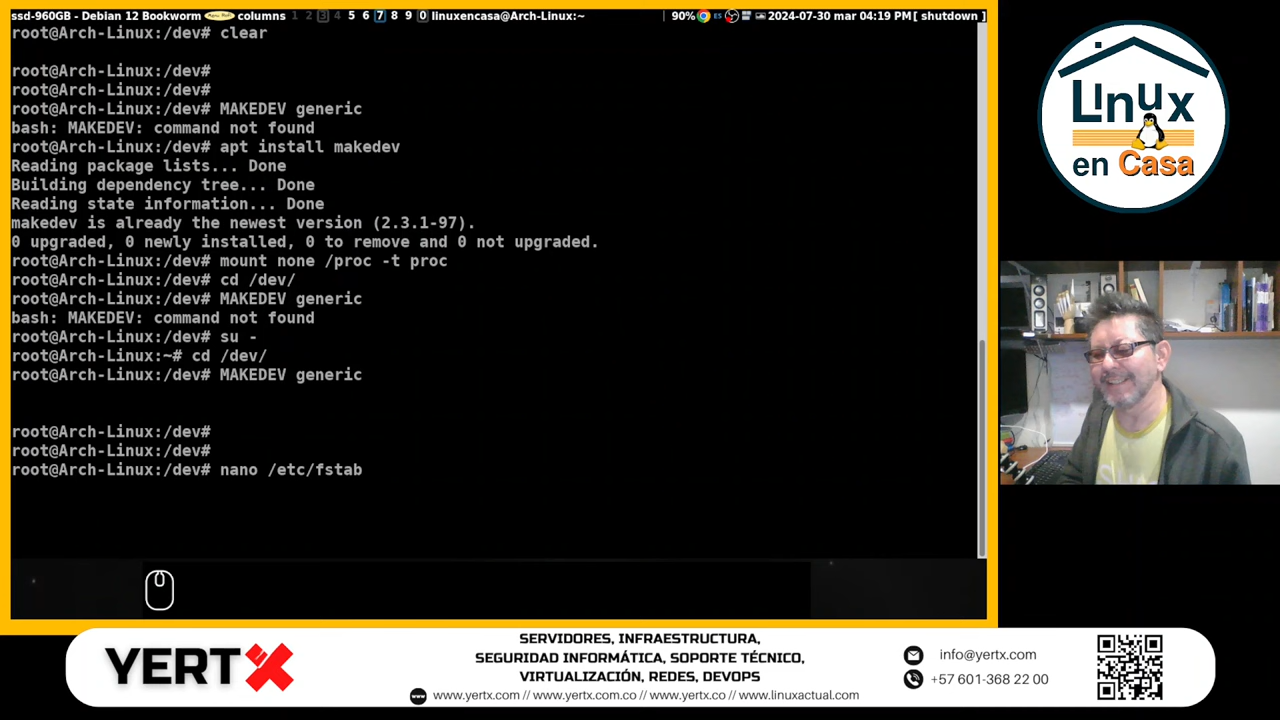 ssd-960GB - Debian 12 Bookworm columns 1 2 3 4 5 6 7 8 9 0 linuxencasa@Arch-Linux:~ 90% ES 2024-07-30 mar 04:19 PM[ shutdown ]
root@Arch-Linux:/dev# clear
root@Arch-Linux:/dev#
root@Arch-Linux:/dev#
root@Arch-Linux:/dev# MAKEDEV generic
bash: MAKEDEV: command not found
root@Arch-Linux:/dev# apt install makedev
Reading package lists... Done
Building dependency tree... Done
Reading state information... Done
makedev is already the newest version (2.3.1-97).
0 upgraded, 0 newly installed, 0 to remove and 0 not upgraded.
root@Arch-Linux:/dev# mount none /proc -t proc
root@Arch-Linux:/dev# cd /dev/
root@Arch-Linux:/dev# MAKEDEV generic
bash: MAKEDEV: command not found
root@Arch-Linux:/dev# su -
root@Arch-Linux:~# cd /dev/
root@Arch-Linux:/dev# MAKEDEV generic
root@Arch-Linux:/dev#
root@Arch-Linux:/dev#
root@Arch-Linux:/dev# nano /etc/fstab
Linux
en Casa
YERTX
SERVIDORES, INFRAESTRUCTURA,
SEGURIDAD INFORMÁTICA, SOPORTE TÉCNICO,
VIRTUALIZACIÓN, REDES, DEVOPS
www.yertx.com // www.yertx.com.co // www.yertx.co // www.linuxactual.com
info@yertx.com
+57 601-368 22 00